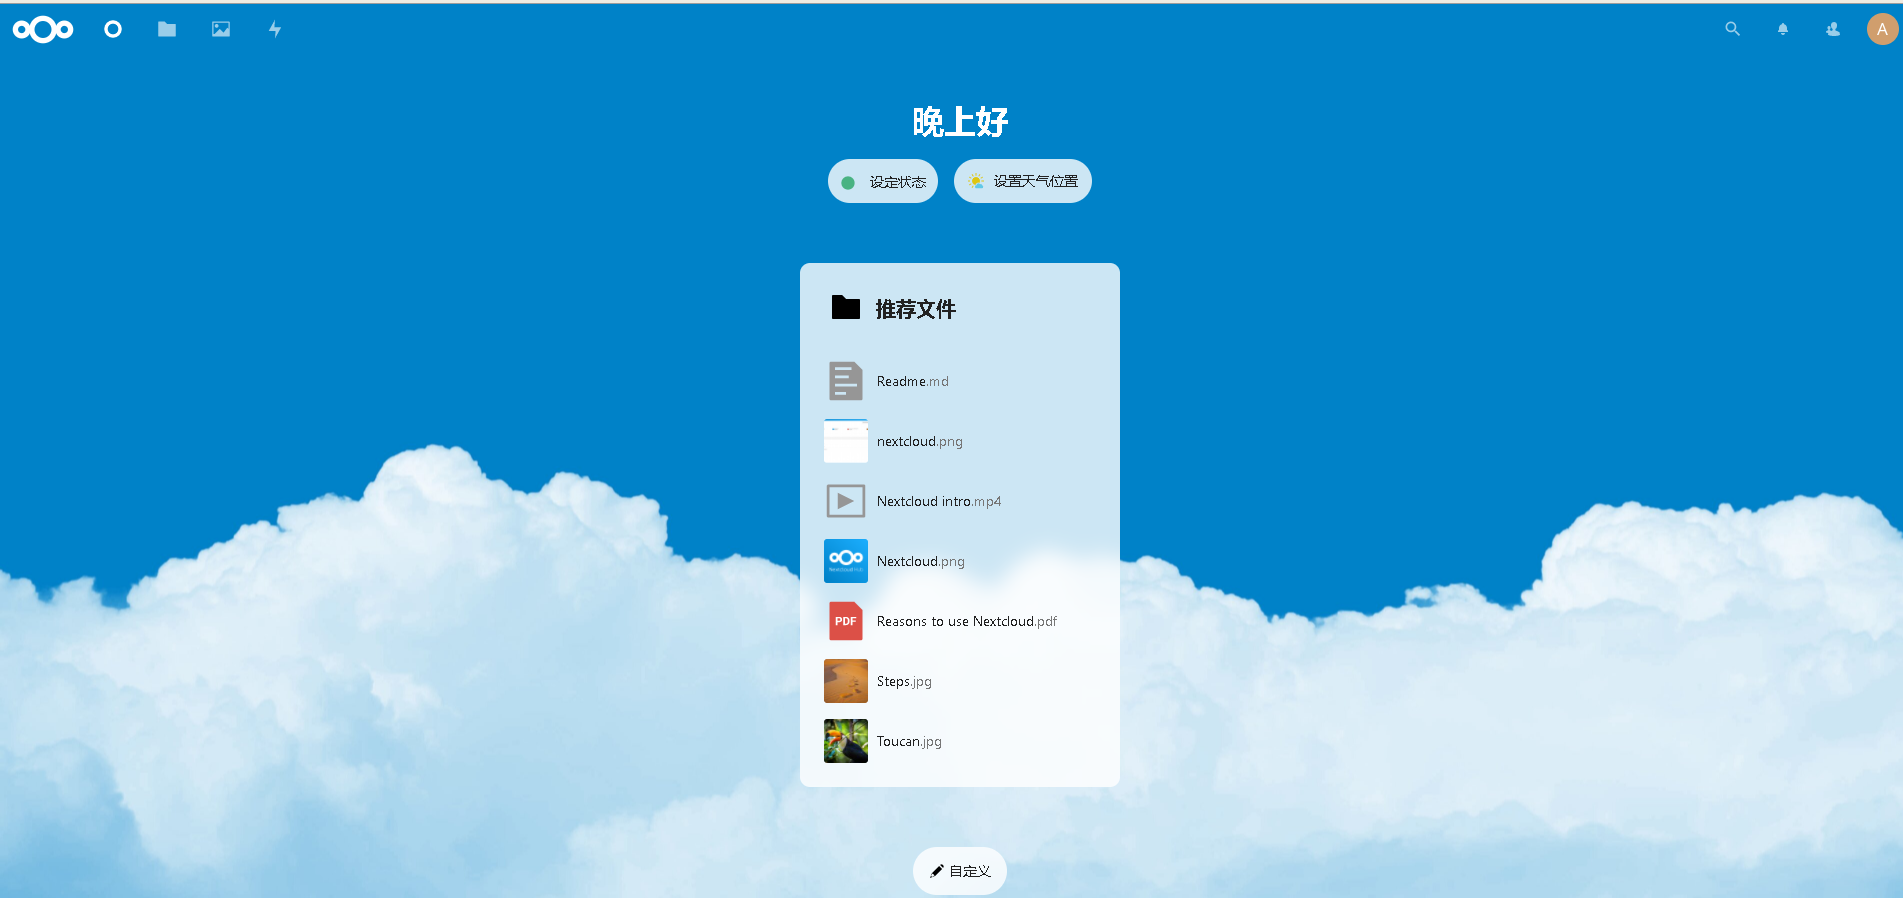 A
晚上好
设定状态
设置天气位置
推荐文件
Readme.md
nextcloud.png
Nextcloud intro.mp4
Nextcloud.png
PDF
Reasons to use Nextcloud.pdf
Steps.jpg
Toucan.jpg
自定义